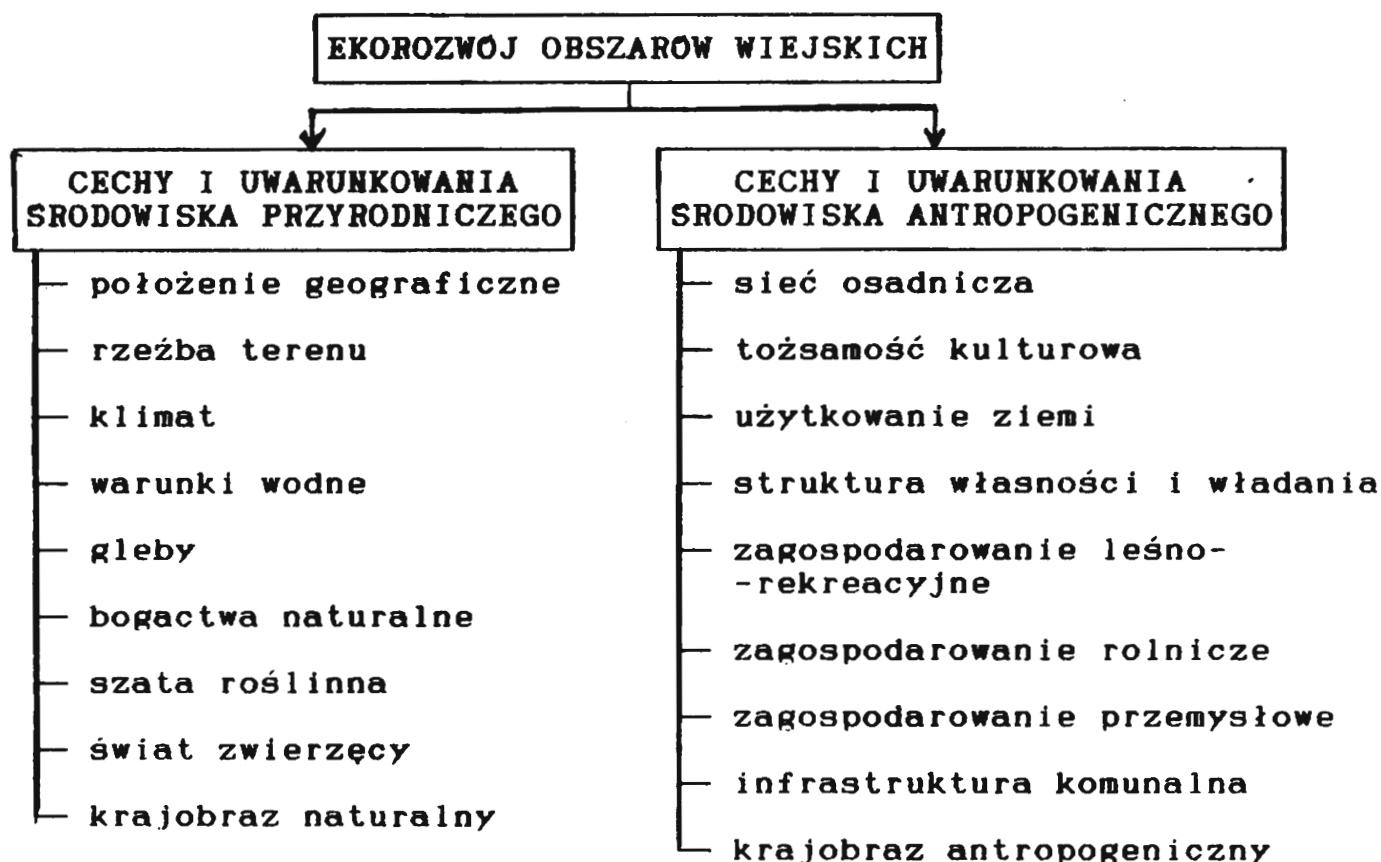 EKOROZWÓJ OBSZARÓW WIEJSKICH
CECHY I UWARUNKOWANIA
ŚRODOWISKA PRZYRODNICZEGO
położenie geograficzne
rzeźba terenu
klimat
warunki wodne
gleby
bogactwa naturalne
szata roślinna
świat zwierzęcy
krajobraz naturalny
CECHY I UWARUNKOWANIA
ŚRODOWISKA ANTROPOGENICZNEGO
sieć osadnicza
tożsamość kulturowa
użytkowanie ziemi
struktura własności i władania
zagospodarowanie leśno-
-rekreacyjne
zagospodarowanie rolnicze
zagospodarowanie przemysłowe
infrastruktura komunalna
krajobraz antropogeniczny